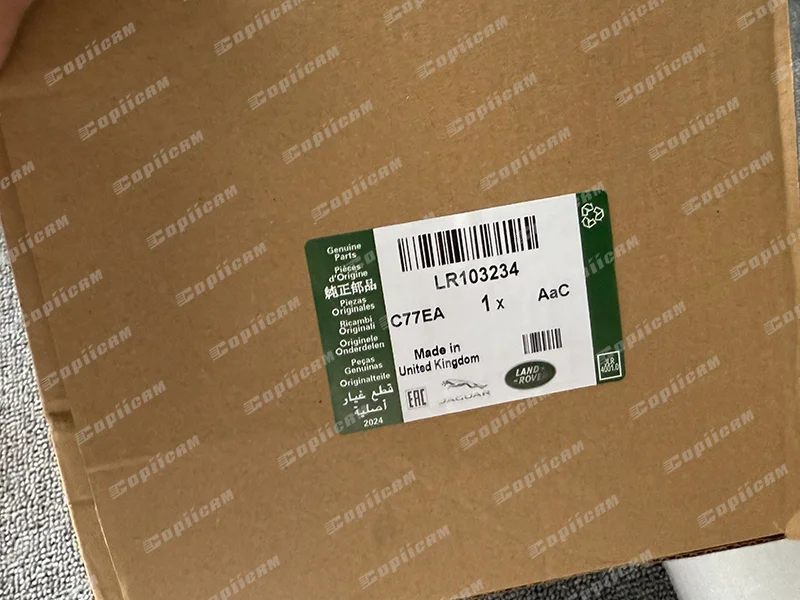 Genuine
Parts
Pièces
d'Origine
純正部品
Piezas
Originales
Ricambi
Originali
Originele
Onderdelen
Peças
Genuínas
Originalteile
قطع غيار
أصلية
2024
LR103234
C77EA
1 x
AaC
Made in
United Kingdom
EAC
JAGUAR
LAND
ROVER
JLR
4001.0
Copiicam